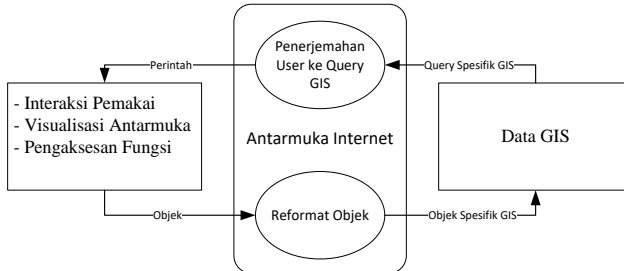 Penerjemahan
User ke Query
GIS
Perintah
Query Spesifik GIS
- Interaksi Pemakai
- Visualisasi Antarmuka
- Pengaksesan Fungsi
Antarmuka Internet
Data GIS
Objek
Reformat Objek
Objek Spesifik GIS